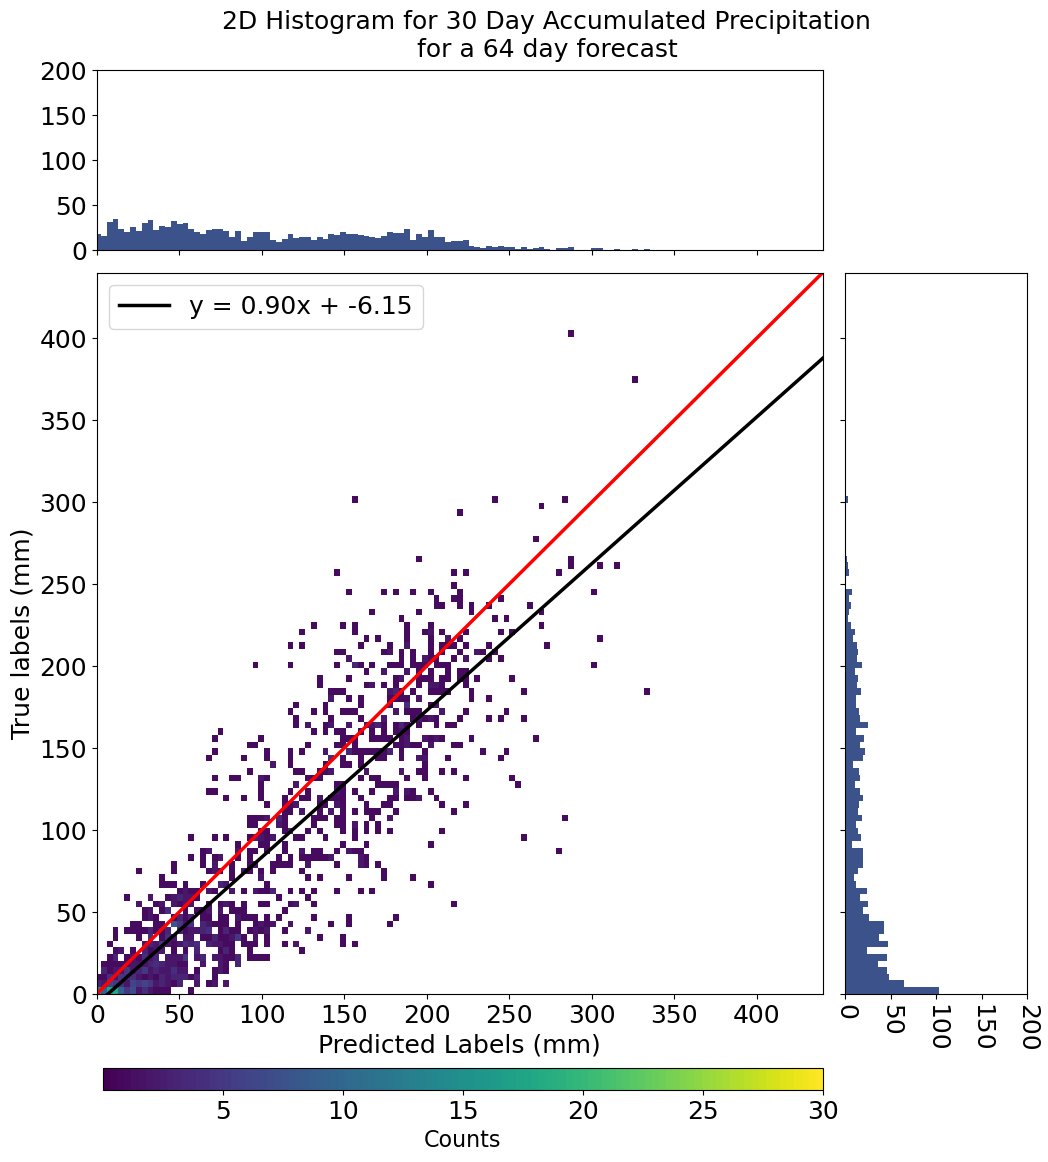 2D Histogram for 30 Day Accumulated Precipitation
for a 64 day forecast
200
150
100
50
0
y = 0.90x + -6.15
400
350
300
250
200
150
100
50
0
True labels (mm)
0 50 100 150 200 250 300 350 400
Predicted Labels (mm)
0 50 100 150 200
5 10 15 20 25 30
Counts